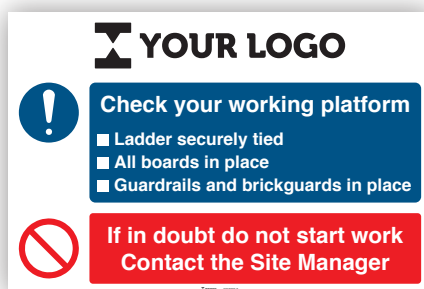 YOUR LOGO
Check your working platform
Ladder securely tied
All boards in place
Guardrails and brickguards in place
If in doubt do not start work
Contact the Site Manager